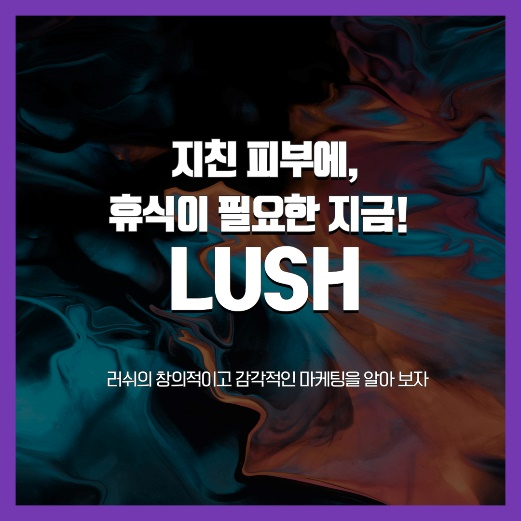 지친 피부에,
휴식이 필요한 지금!
LUSH
러쉬의 창의적이고 감각적인 마케팅을 알아 보자